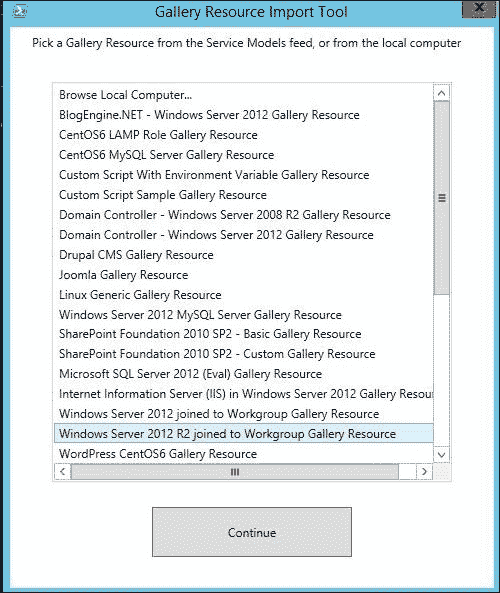 Gallery Resource Import Tool
Pick a Gallery Resource from the Service Models feed, or from the local computer
Browse Local Computer...
BlogEngine.NET - Windows Server 2012 Gallery Resource
CentOS6 LAMP Role Gallery Resource
CentOS6 MySQL Server Gallery Resource
Custom Script With Environment Variable Gallery Resource
Custom Script Sample Gallery Resource
Domain Controller - Windows Server 2008 R2 Gallery Resource
Domain Controller - Windows Server 2012 Gallery Resource
Drupal CMS Gallery Resource
Joomla Gallery Resource
Linux Generic Gallery Resource
Windows Server 2012 MySQL Server Gallery Resource
SharePoint Foundation 2010 SP2 - Basic Gallery Resource
SharePoint Foundation 2010 SP2 - Custom Gallery Resource
Microsoft SQL Server 2012 (Eval) Gallery Resource
Internet Information Server (IIS) in Windows Server 2012 Gallery Resour
Windows Server 2012 joined to Workgroup Gallery Resource
Windows Server 2012 R2 joined to Workgroup Gallery Resource
WordPress CentOS6 Gallery Resource
Continue